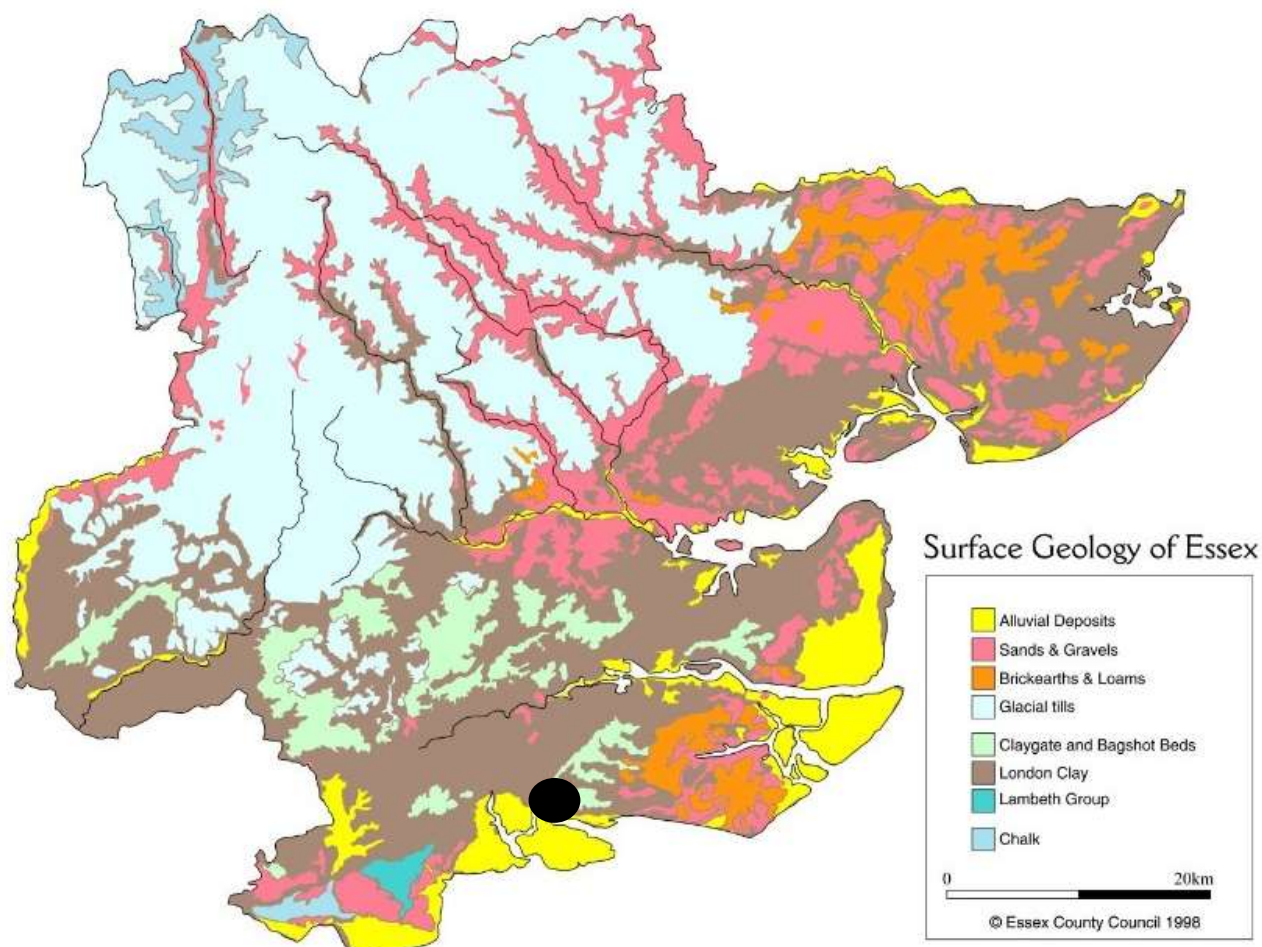 Surface Geology of Essex
Alluvial Deposits
Sands & Gravels
Brickearths & Loams
Glacial tills
Claygate and Bagshot Beds
London Clay
Lambeth Group
Chalk
0 20km
© Essex County Council 1998